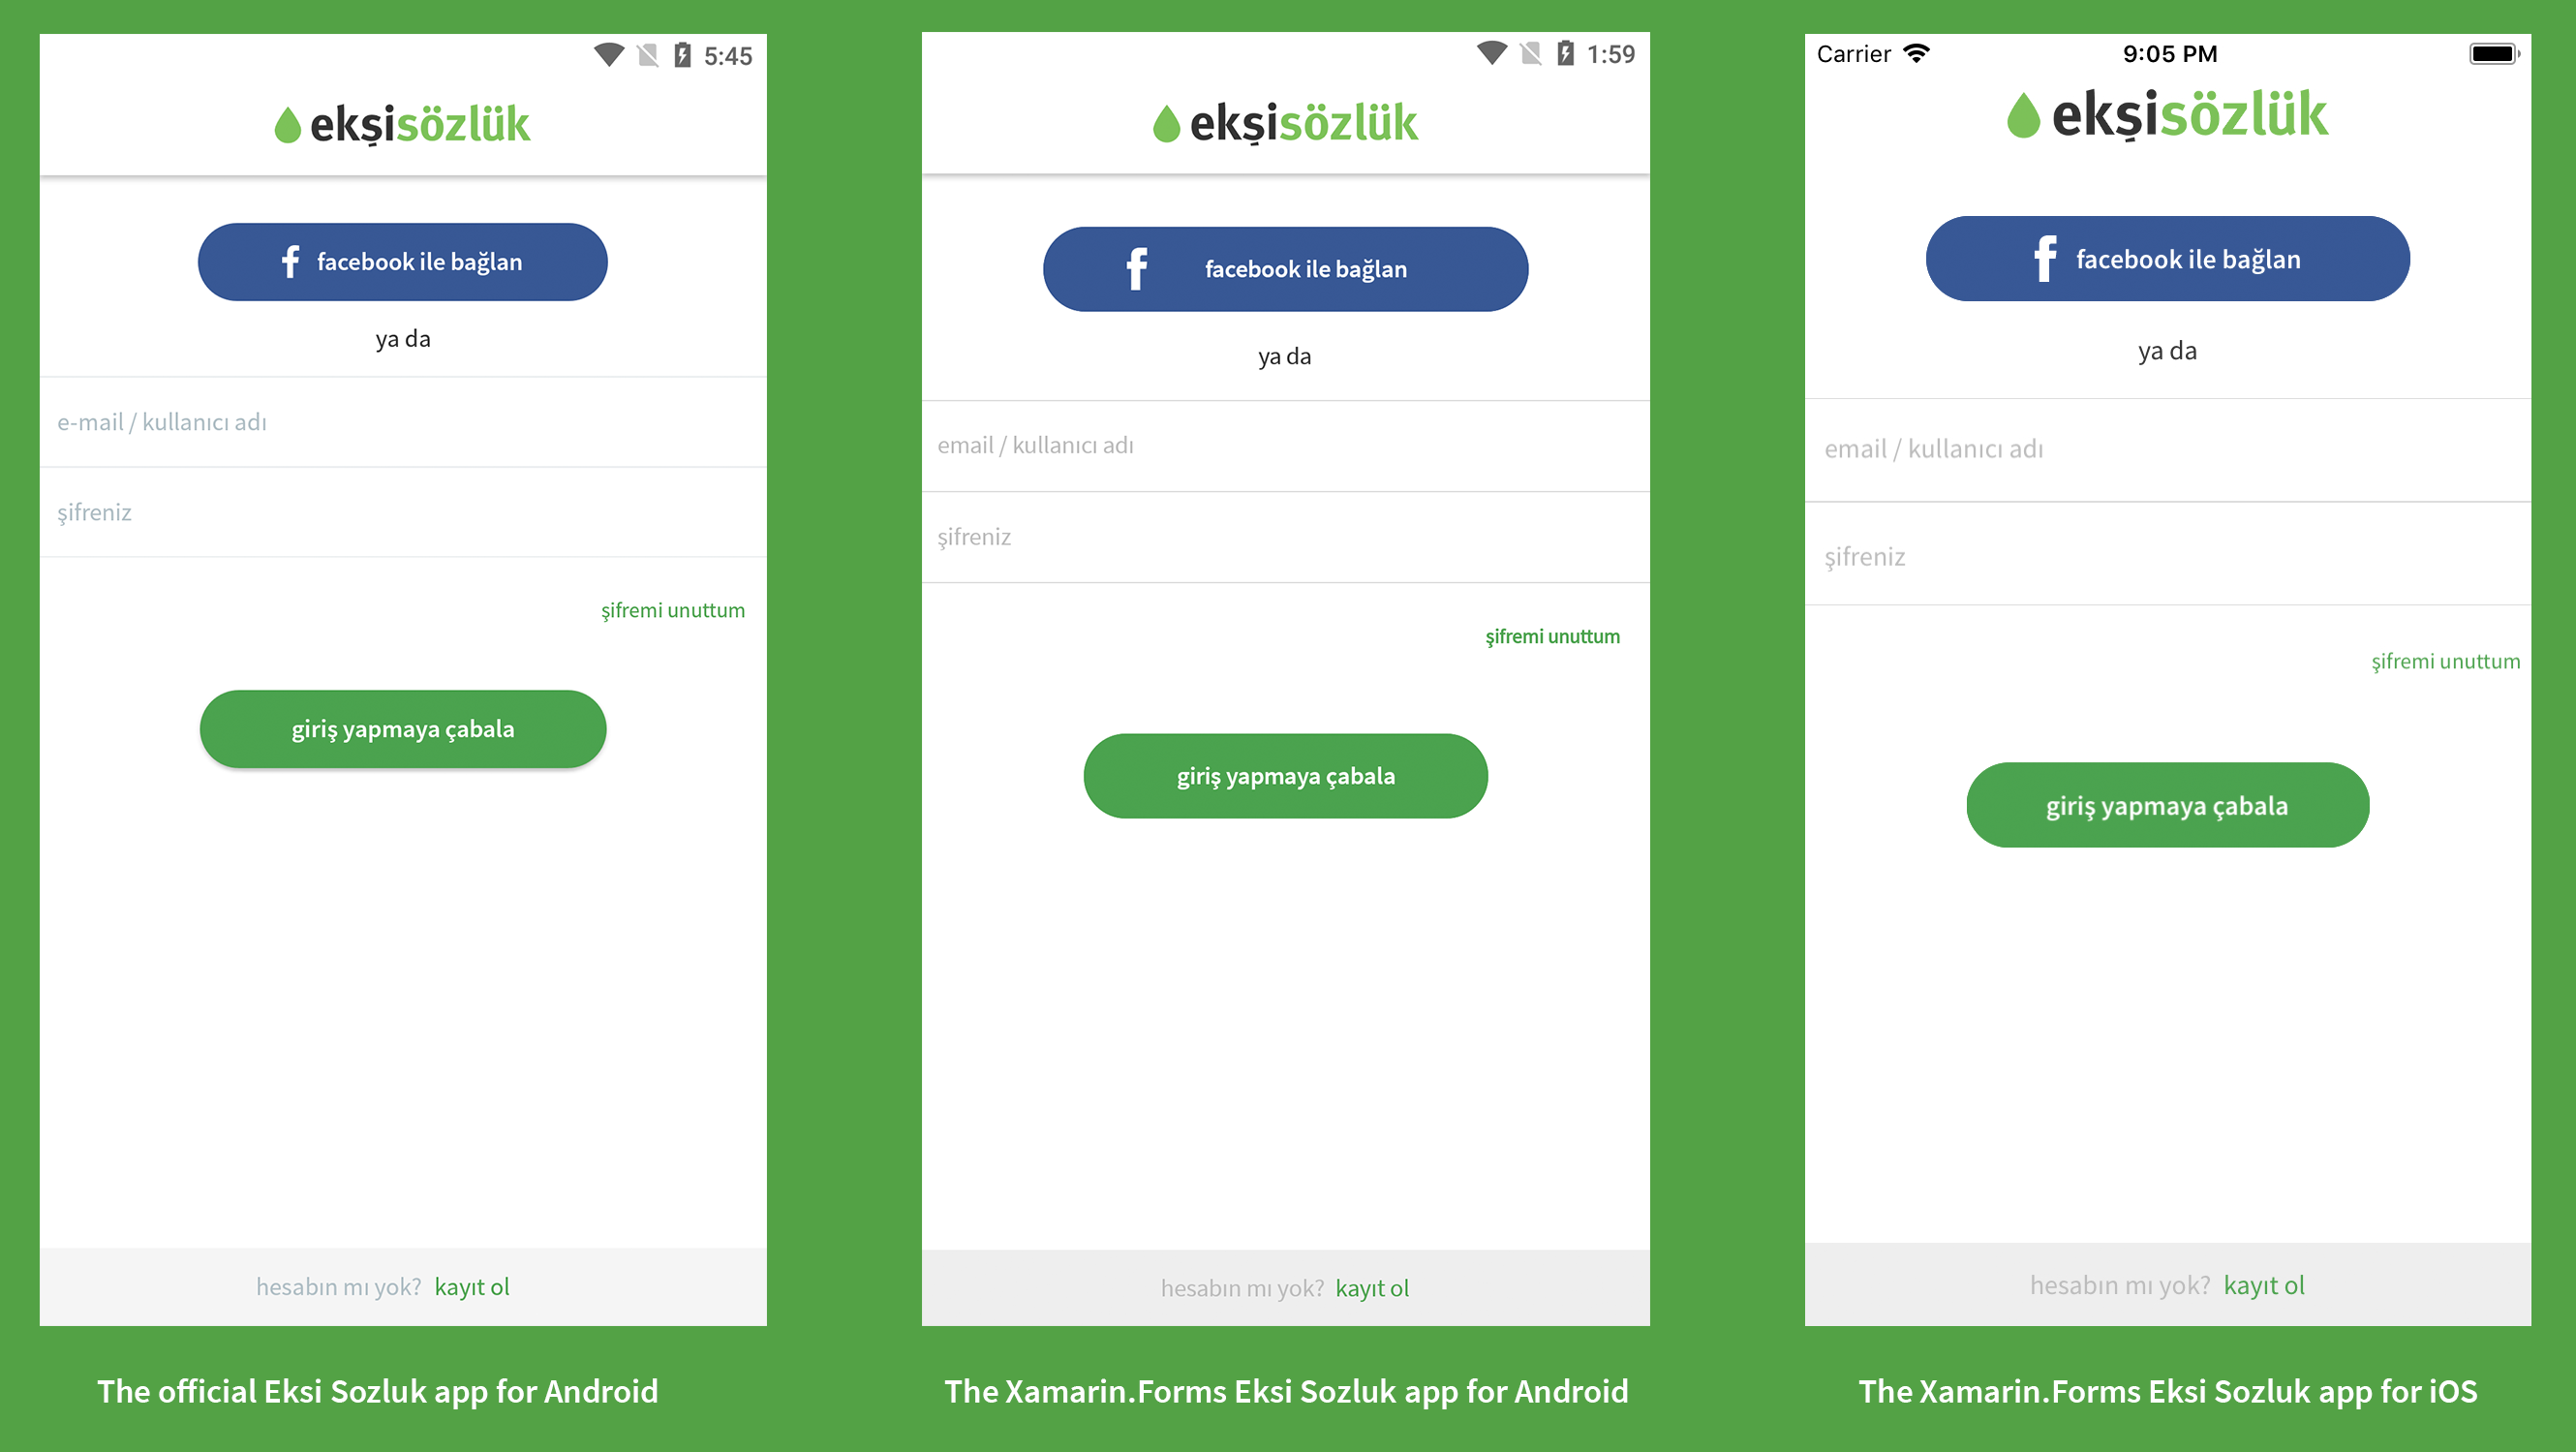 5:45
ekşisözlük
facebook ile bağlan
ya da
e-mail / kullanıcı adı
şifreniz
şifremi unuttum
giriş yapmaya çabala
hesabın mı yok? kayıt ol
The official Eksi Sozluk app for Android
1:59
ekşisözlük
facebook ile bağlan
ya da
email / kullanıcı adı
şifreniz
şifremi unuttum
giriş yapmaya çabala
hesabın mı yok? kayıt ol
The Xamarin.Forms Eksi Sozluk app for Android
Carrier 9:05 PM
ekşisözlük
facebook ile bağlan
ya da
email / kullanıcı adı
şifreniz
şifremi unuttum
giriş yapmaya çabala
hesabın mı yok? kayıt ol
The Xamarin.Forms Eksi Sozluk app for iOS